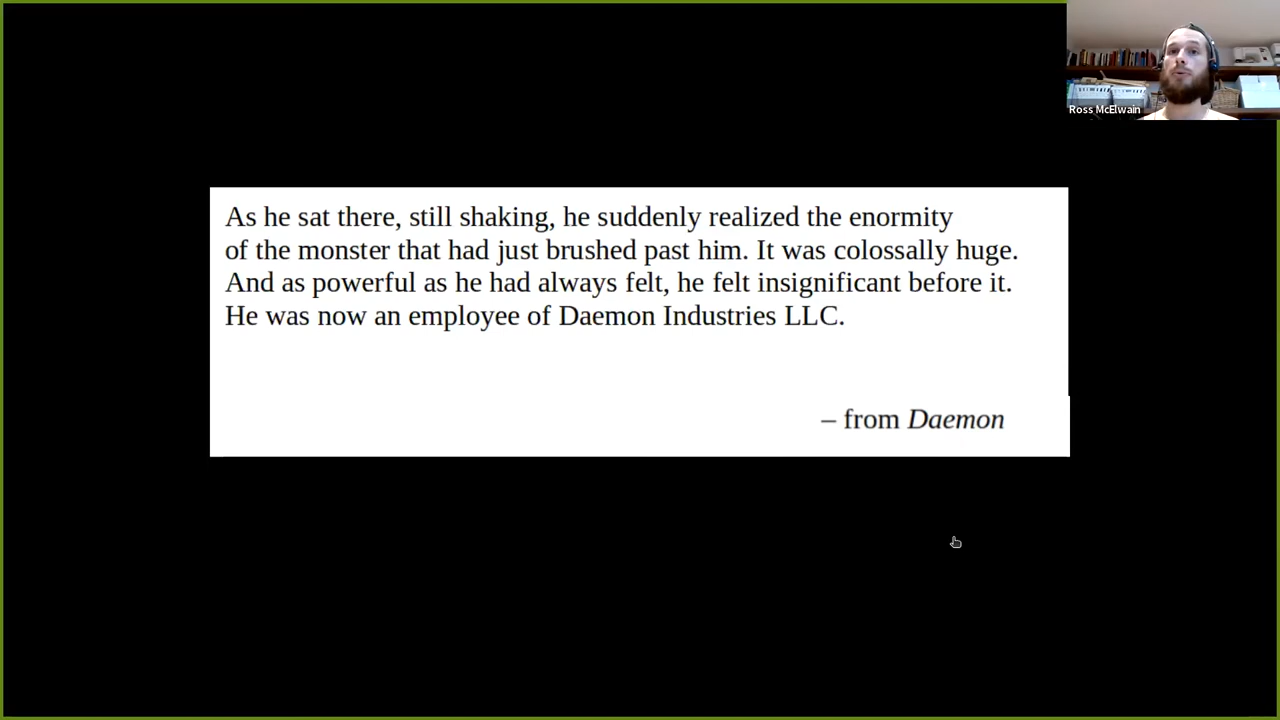 Ross McElwain
As he sat there, still shaking, he suddenly realized the enormity
of the monster that had just brushed past him. It was colossally huge.
And as powerful as he had always felt, he felt insignificant before it.
He was now an employee of Daemon Industries LLC.
– from Daemon